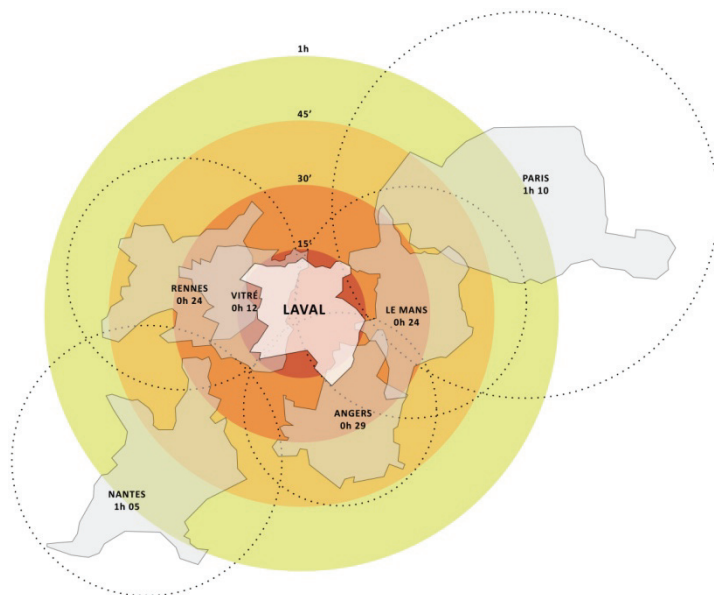 1h
45’
30’
15’
PARIS
1h 10
RENNES
0h 24
VITRÉ
0h 12
LAVAL
LE MANS
0h 24
ANGERS
0h 29
NANTES
1h 05